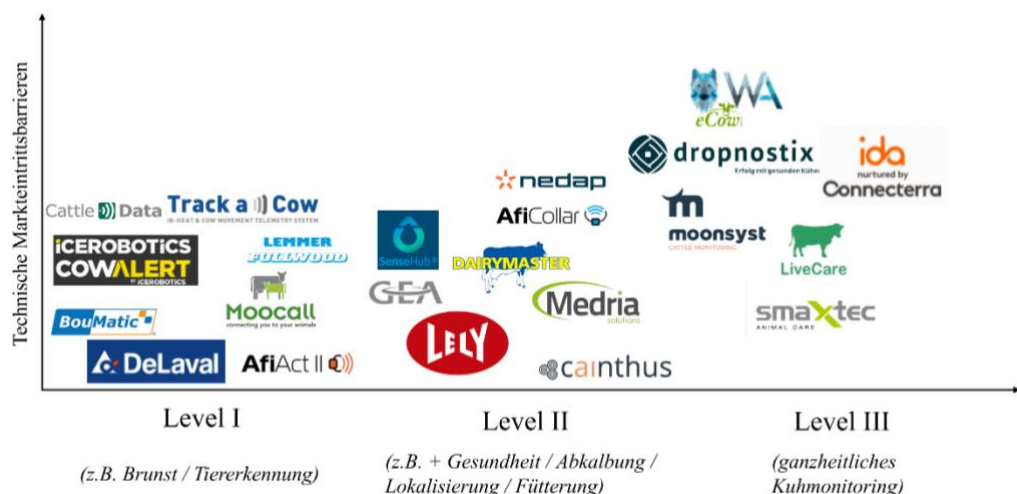 Technische Markteintrittsbarrieren
WA
eCow
dropnostix
Erfolg mit gesunden Kühen
ida
nurtured by
Connecterra
nedap
AfiCollar
moonsyst
CATTLE MONITORING
LiveCare
smaXtec
ANIMAL CARE
Cattle Data
Track a Cow
IN-HEAT & COW MOVEMENT TELEMETRY SYSTEM
iCEROBOTiCS
COWALERT
BY ICEROBOTICS
LEMMER
FULLWOOD
Moocall
connecting you to your animals
BouMatic
DeLaval
AfiAct II
SenseHub®
DAIRYMASTER
GEA
Medria
solutions
LELY
cainthus
Level I
Level II
Level III
(z.B. Brunst / Tiererkennung)
(z.B. + Gesundheit / Abkalbung /
Lokalisierung / Fütterung)
(ganzheitliches
Kuhmonitoring)